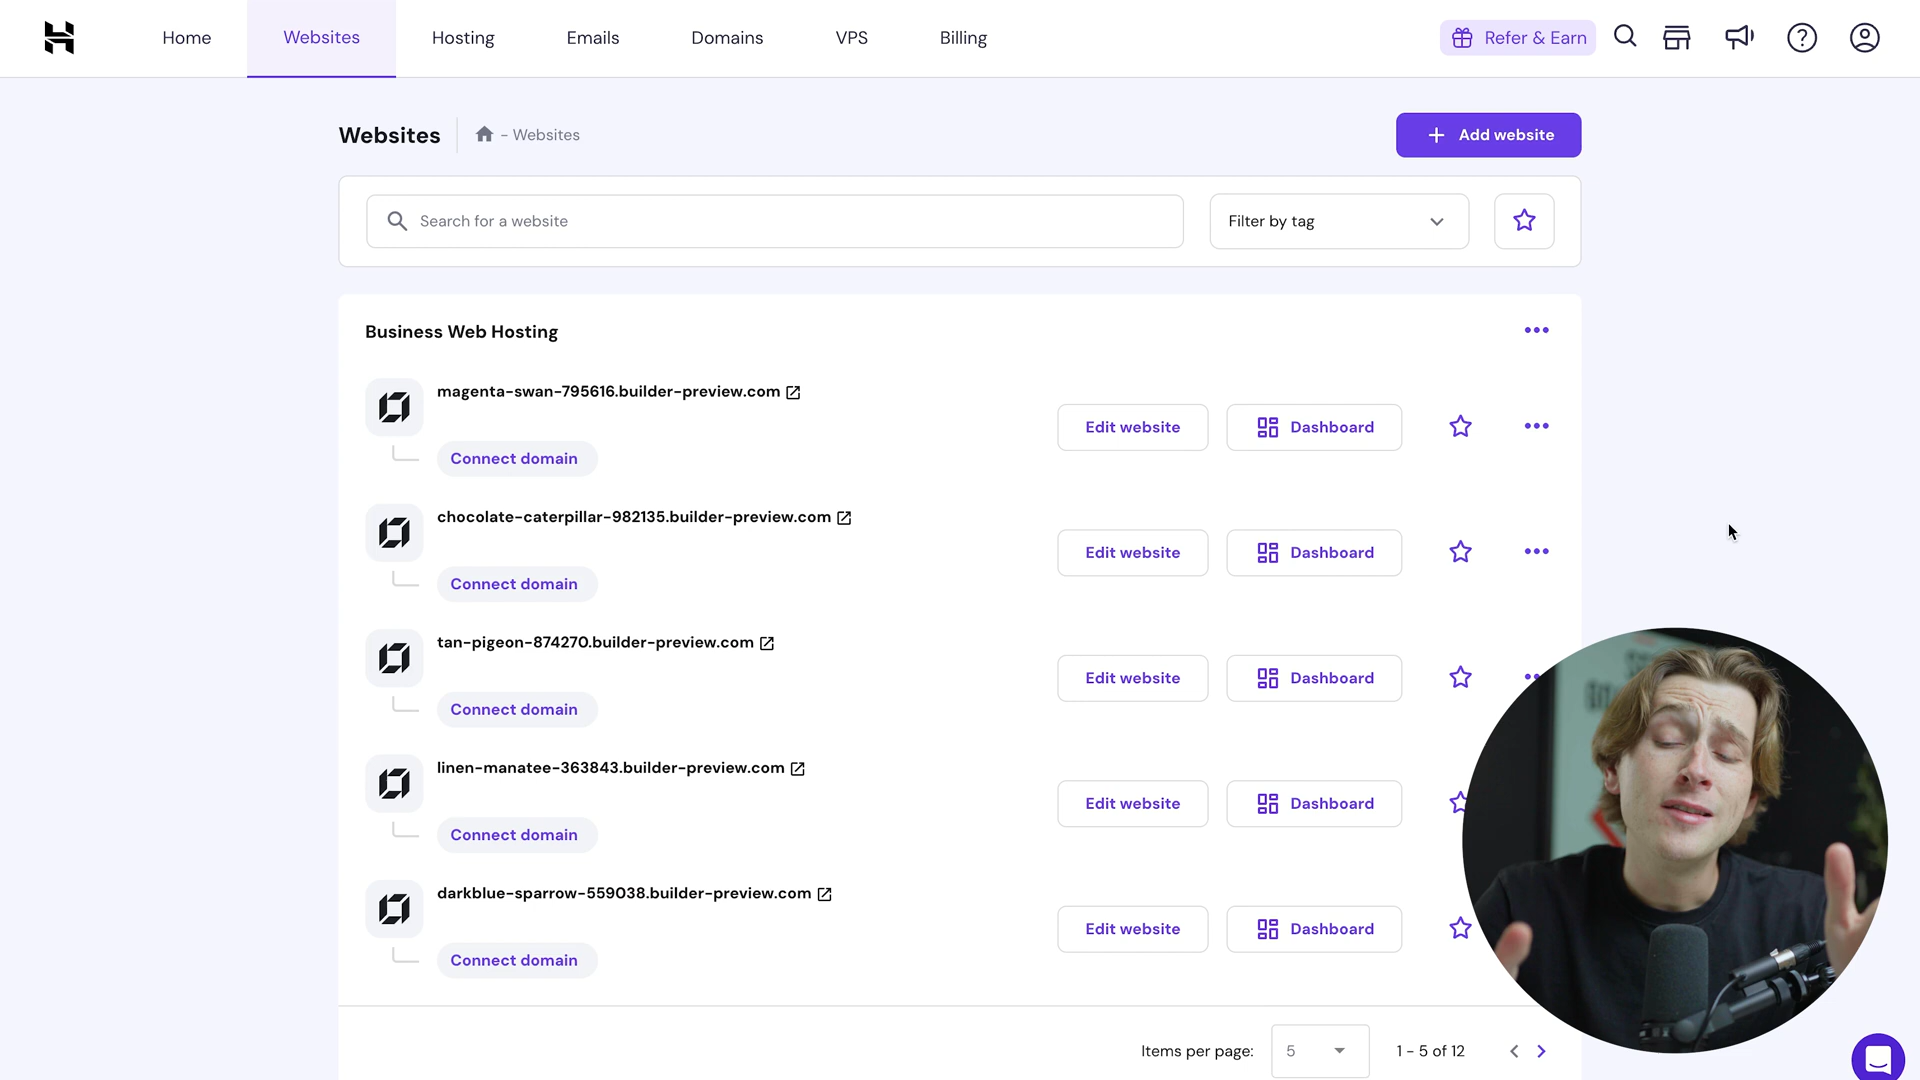 Home Websites Hosting Emails Domains VPS Billing Refer & Earn
Websites - Websites Add website
Search for a website Filter by tag
Business Web Hosting
magenta-swan-795616.builder-preview.com
Edit website Dashboard
Connect domain
chocolate-caterpillar-982135.builder-preview.com
Edit website Dashboard
Connect domain
tan-pigeon-874270.builder-preview.com
Edit website Dashboard
Connect domain
linen-manatee-363843.builder-preview.com
Edit website Dashboard
Connect domain
darkblue-sparrow-559038.builder-preview.com
Edit website Dashboard
Connect domain
Items per page: 5 1 - 5 of 12